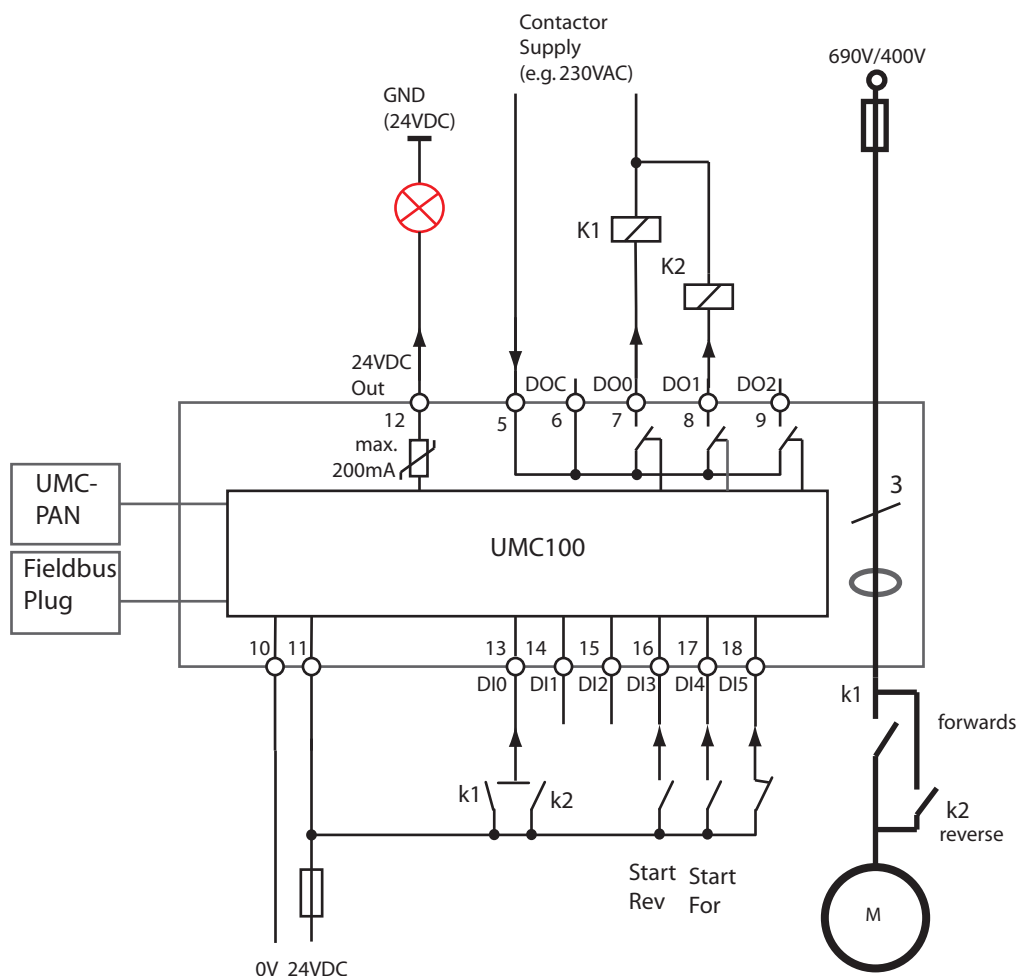 Contactor
Supply
(e.g. 230VAC)
690V/400V
GND
(24VDC)
K1
K2
24VDC
Out
DOC
DO0
DO1
DO2
12
5
6
7
8
9
max.
200mA
UMC-
PAN
3
UMC100
Fieldbus
Plug
10
11
13
14
15
16
17
18
DI0
DI1
DI2
DI3
DI4
DI5
k1
forwards
k1
k2
k2
reverse
Start
Rev
Start
For
M
0V
24VDC